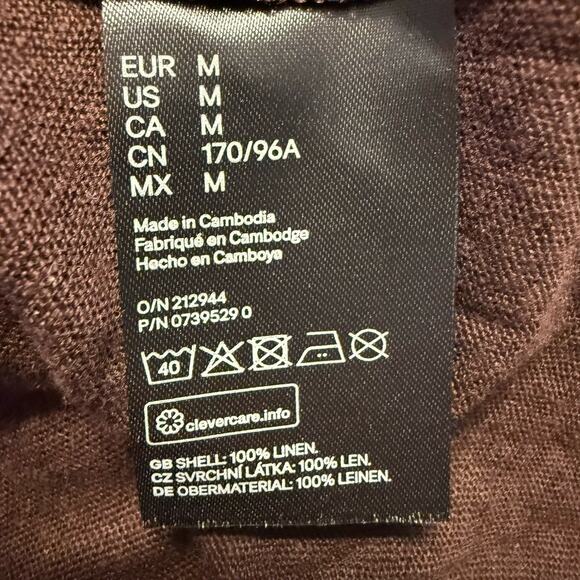 EUR M
US M
CA M
CN 170/96A
MX M
Made in Cambodia
Fabriqué en Cambodge
Hecho en Camboya
O/N 212944
P/N 0739529 0
40
clevercare.info
GB SHELL: 100% LINEN.
CZ SVRCHNÍ LÁTKA: 100% LEN.
DE OBERMATERIAL: 100% LEINEN.